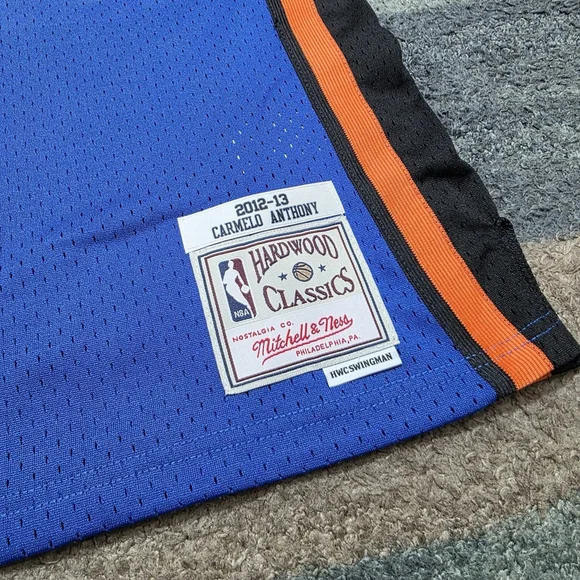 2012-13
CARMELO ANTHONY
HARDWOOD
CLASSICS
NBA
NOSTALGIA CO.
Mitchell & Ness
PHILADELPHIA, PA.
HWCSWINGMAN